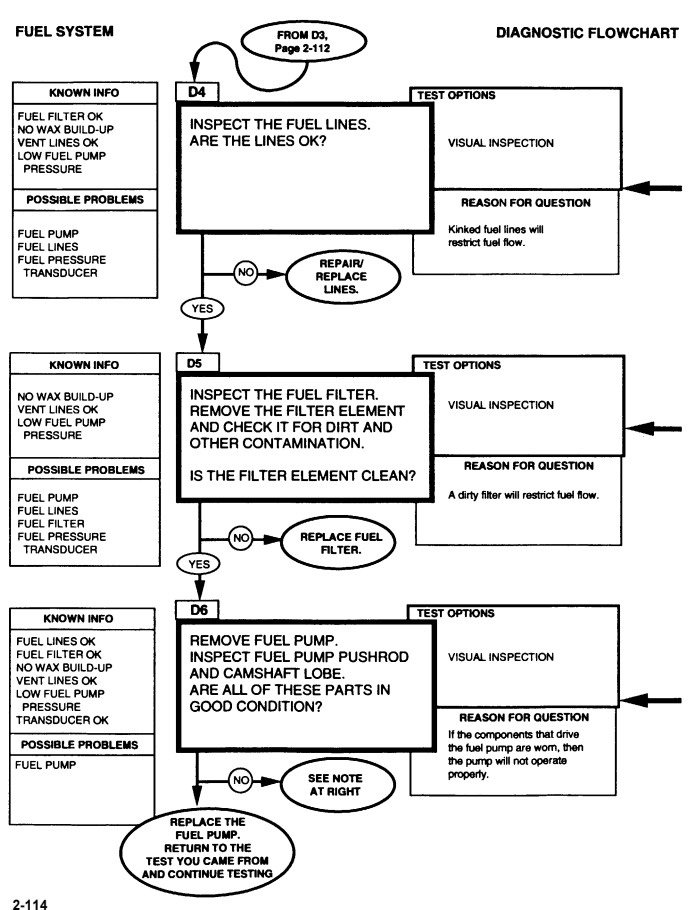 FUEL SYSTEM
DIAGNOSTIC FLOWCHART
FROM D3,
Page 2-112
KNOWN INFO
FUEL FILTER OK
NO WAX BUILD-UP
VENT LINES OK
LOW FUEL PUMP
PRESSURE
POSSIBLE PROBLEMS
FUEL PUMP
FUEL LINES
FUEL PRESSURE
TRANSDUCER
D4
INSPECT THE FUEL LINES.
ARE THE LINES OK?
TEST OPTIONS
VISUAL INSPECTION
REASON FOR QUESTION
Kinked fuel lines will
restrict fuel flow.
NO
REPAIR/
REPLACE
LINES.
YES
KNOWN INFO
NO WAX BUILD-UP
VENT LINES OK
LOW FUEL PUMP
PRESSURE
POSSIBLE PROBLEMS
FUEL PUMP
FUEL LINES
FUEL FILTER
FUEL PRESSURE
TRANSDUCER
D5
INSPECT THE FUEL FILTER.
REMOVE THE FILTER ELEMENT
AND CHECK IT FOR DIRT AND
OTHER CONTAMINATION.
IS THE FILTER ELEMENT CLEAN?
TEST OPTIONS
VISUAL INSPECTION
REASON FOR QUESTION
A dirty filter will restrict fuel flow.
NO
REPLACE FUEL
FILTER.
YES
KNOWN INFO
FUEL LINES OK
FUEL FILTER OK
NO WAX BUILD-UP
VENT LINES OK
LOW FUEL PUMP
PRESSURE
TRANSDUCER OK
POSSIBLE PROBLEMS
FUEL PUMP
D6
REMOVE FUEL PUMP.
INSPECT FUEL PUMP PUSHROD
AND CAMSHAFT LOBE.
ARE ALL OF THESE PARTS IN
GOOD CONDITION?
TEST OPTIONS
VISUAL INSPECTION
REASON FOR QUESTION
If the components that drive
the fuel pump are worn, then
the pump will not operate
properly.
NO
SEE NOTE
AT RIGHT
REPLACE THE
FUEL PUMP.
RETURN TO THE
TEST YOU CAME FROM
AND CONTINUE TESTING
2-114